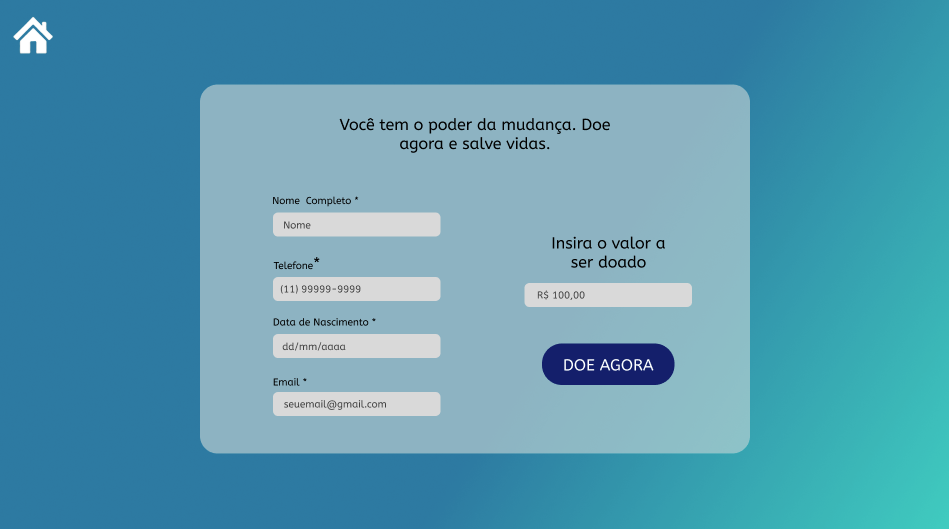 Você tem o poder da mudança. Doe
agora e salve vidas.
Nome  Completo *
Nome
Telefone*
(11) 99999-9999
Data de Nascimento *
dd/mm/aaaa
Email *
seuemail@gmail.com
Insira o valor a
ser doado
R$ 100,00
DOE AGORA